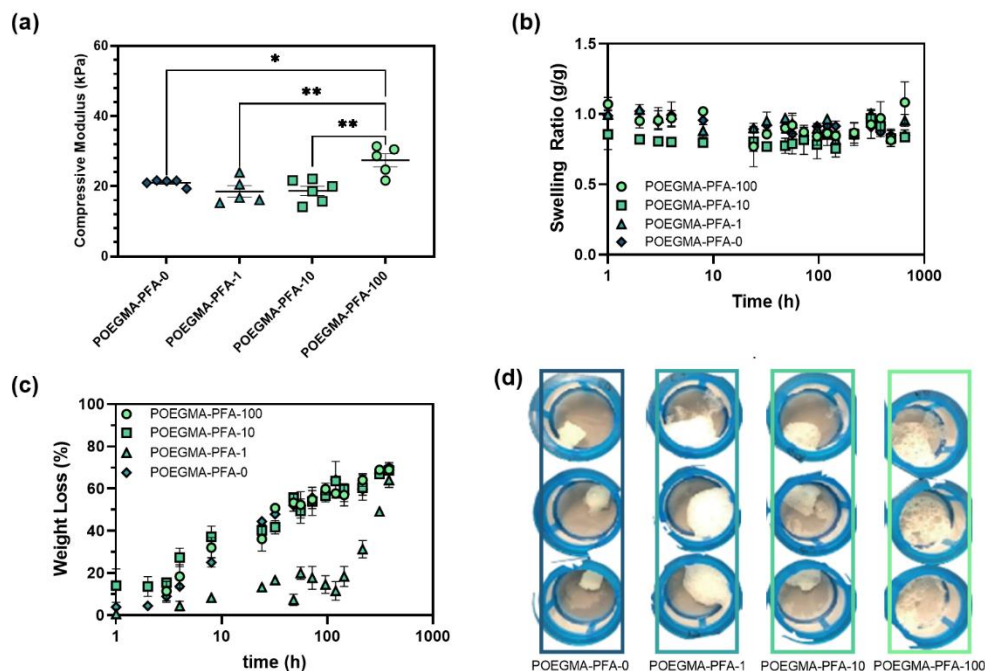 (a)
Compressive Modulus (kPa)
60
40
20
0
*
**
**
POEGMA-PFA-0
POEGMA-PFA-1
POEGMA-PFA-10
POEGMA-PFA-100
(b)
Swelling Ratio (g/g)
1.5
1.0
0.5
0.0
POEGMA-PFA-100
POEGMA-PFA-10
POEGMA-PFA-1
POEGMA-PFA-0
1 10 100 1000
Time (h)
(c)
Weight Loss (%)
100
80
60
40
20
0
POEGMA-PFA-100
POEGMA-PFA-10
POEGMA-PFA-1
POEGMA-PFA-0
1 10 100 1000
time (h)
(d)
POEGMA-PFA-0 POEGMA-PFA-1 POEGMA-PFA-10 POEGMA-PFA-100